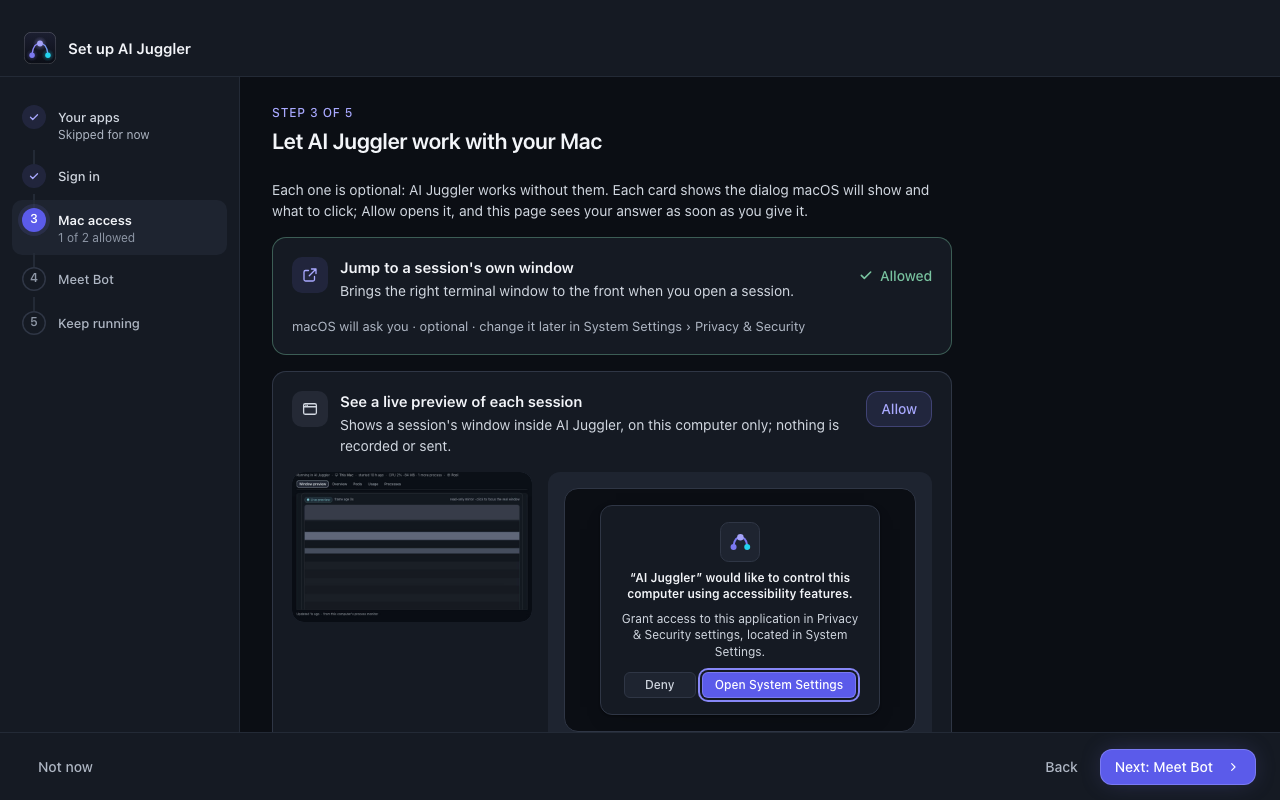 Set up AI Juggler
Your apps
Skipped for now
Sign in
3
Mac access
1 of 2 allowed
4
Meet Bot
5
Keep running
STEP 3 OF 5
Let AI Juggler work with your Mac
Each one is optional: AI Juggler works without them. Each card shows the dialog macOS will show and
what to click; Allow opens it, and this page sees your answer as soon as you give it.
Jump to a session's own window
Brings the right terminal window to the front when you open a session.
Allowed
macOS will ask you · optional · change it later in System Settings › Privacy & Security
See a live preview of each session
Shows a session's window inside AI Juggler, on this computer only; nothing is
recorded or sent.
Allow
Window preview Overview
“AI Juggler” would like to control this
computer using accessibility features.
Grant access to this application in Privacy
& Security settings, located in System
Settings.
Deny
Open System Settings
Not now
Back
Next: Meet Bot